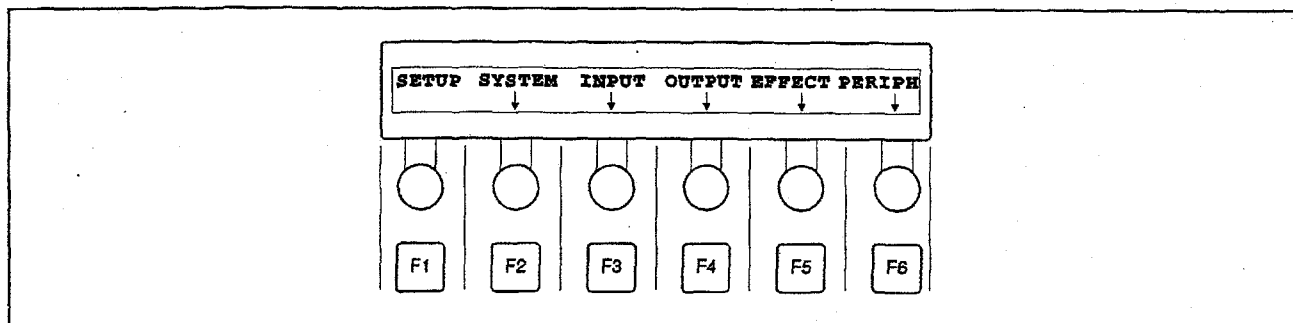 SETUP SYSTEM INPUT OUTPUT EFFECT PERIPH
F1 F2 F3 F4 F5 F6